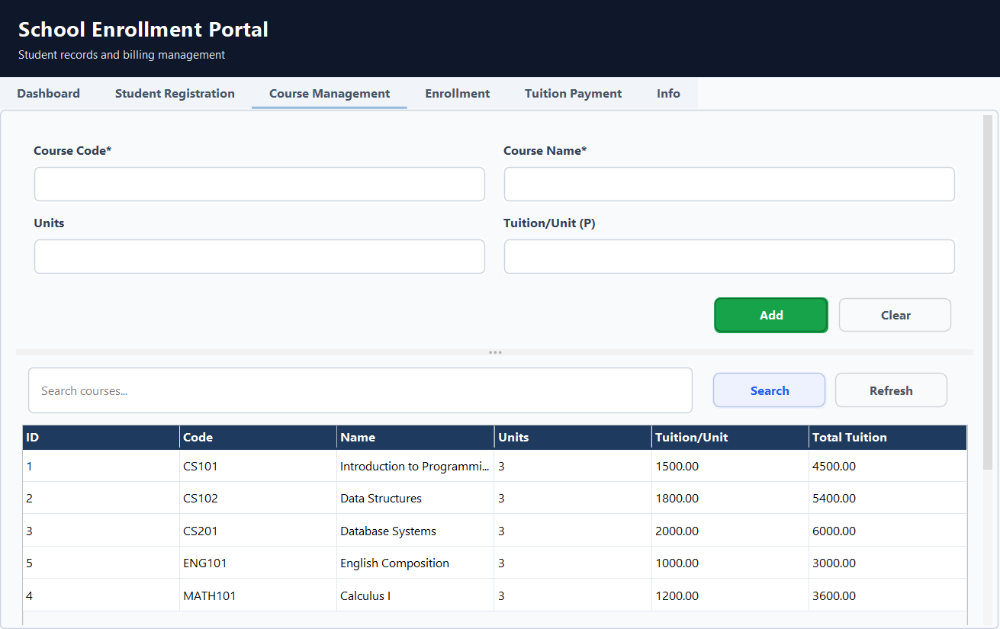 School Enrollment Portal
Student records and billing management
Dashboard Student Registration Course Management Enrollment Tuition Payment Info
Course Code* Course Name*
Units Tuition/Unit (P)
Add Clear
Search courses... Search Refresh
ID Code Name Units Tuition/Unit Total Tuition
1 CS101 Introduction to Programmi... 3 1500.00 4500.00
2 CS102 Data Structures 3 1800.00 5400.00
3 CS201 Database Systems 3 2000.00 6000.00
5 ENG101 English Composition 3 1000.00 3000.00
4 MATH101 Calculus I 3 1200.00 3600.00